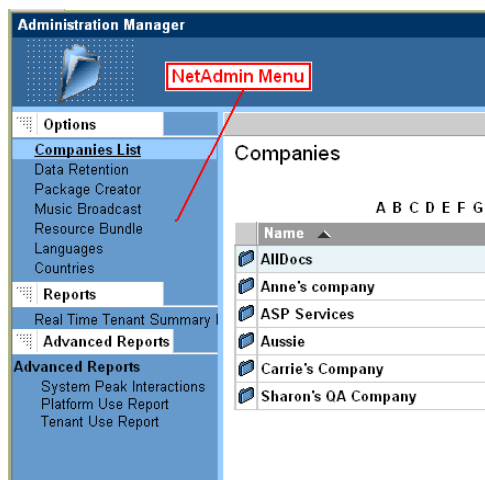 Administration Manager
NetAdmin Menu
Options
Companies List
Data Retention
Package Creator
Music Broadcast
Resource Bundle
Languages
Countries
Reports
Real Time Tenant Summary
Advanced Reports
Advanced Reports
System Peak Interactions
Platform Use Report
Tenant Use Report
Companies
A B C D E F G
Name
AllDocs
Anne's company
ASP Services
Aussie
Carrie's Company
Sharon's QA Company